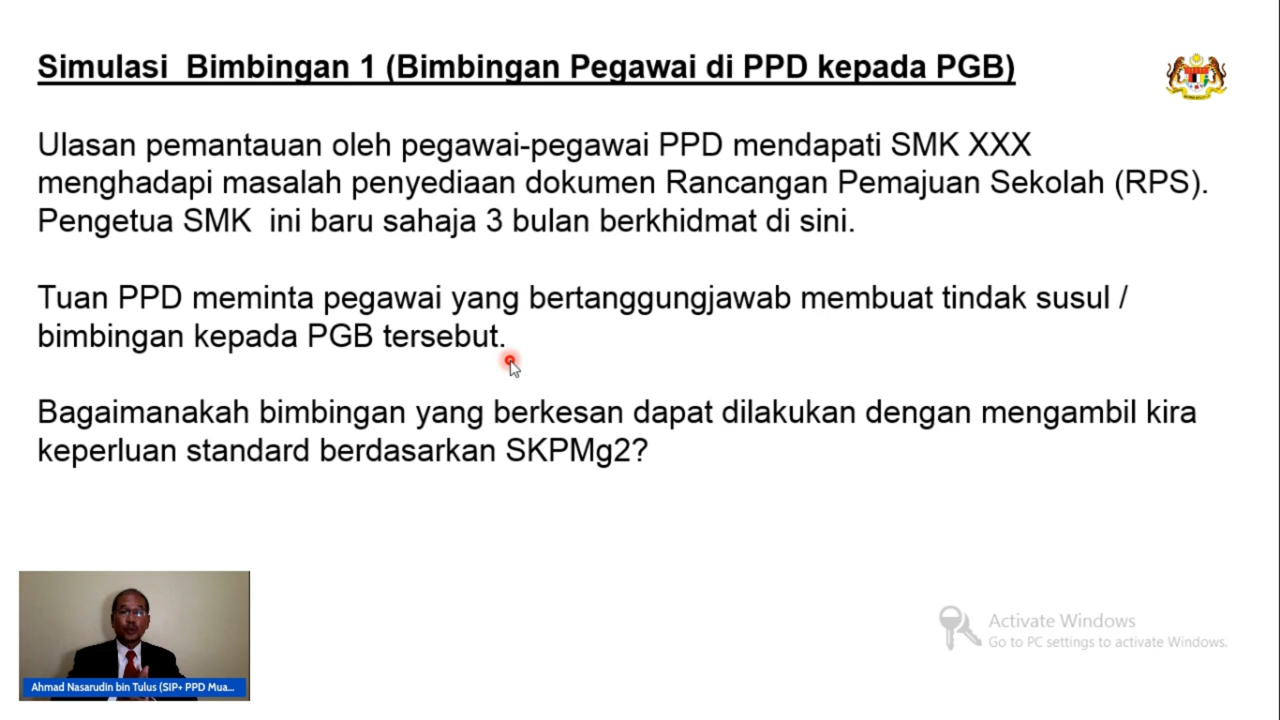 Simulasi Bimbingan 1 (Bimbingan Pegawai di PPD kepada PGB)
Ulasan pemantauan oleh pegawai-pegawai PPD mendapati SMK XXX
menghadapi masalah penyediaan dokumen Rancangan Pemajuan Sekolah (RPS).
Pengetua SMK ini baru sahaja 3 bulan berkhidmat di sini.
Tuan PPD meminta pegawai yang bertanggungjawab membuat tindak susul /
bimbingan kepada PGB tersebut.
Bagaimanakah bimbingan yang berkesan dapat dilakukan dengan mengambil kira
keperluan standard berdasarkan SKPMg2?
Activate Windows
Go to PC settings to activate Windows.
Ahmad Nasarudin bin Tulus (SIP+ PPD Mua...